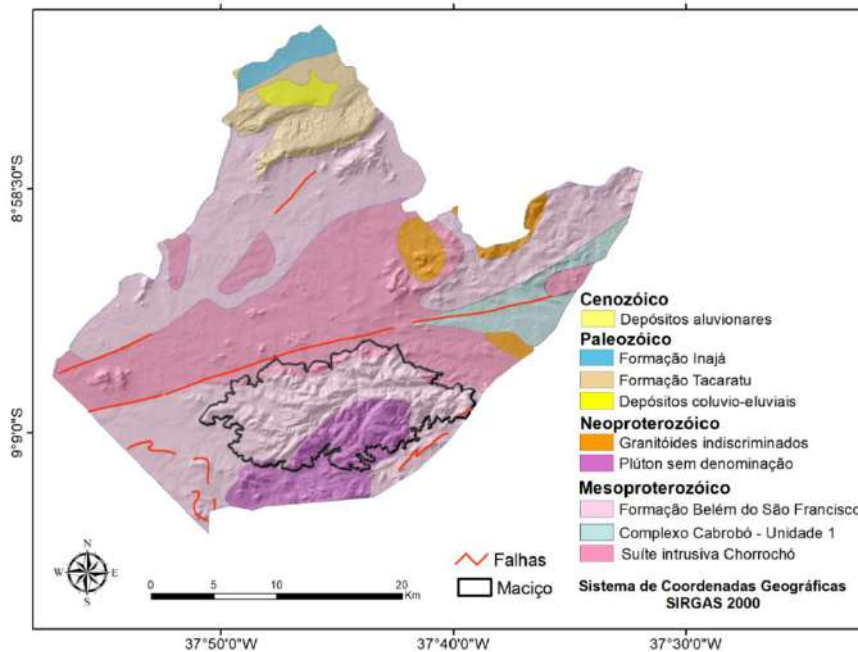 8°58'30"S
9°9'0"S
Cenozóico
Depósitos aluvionares
Paleozóico
Formação Inajá
Formação Tacaratu
Depósitos coluvio-eluviais
Neoproterozóico
Granitóides indiscriminados
Plúton sem denominação
Mesoproterozóico
Formação Belém do São Francisco
Complexo Cabrobó - Unidade 1
Suíte intrusiva Chorrochó
N
W E
S
0 5 10 20
Km
Falhas
Maciço
Sistema de Coordenadas Geográficas
SIRGAS 2000
37°50'0"W 37°40'0"W 37°30'0"W